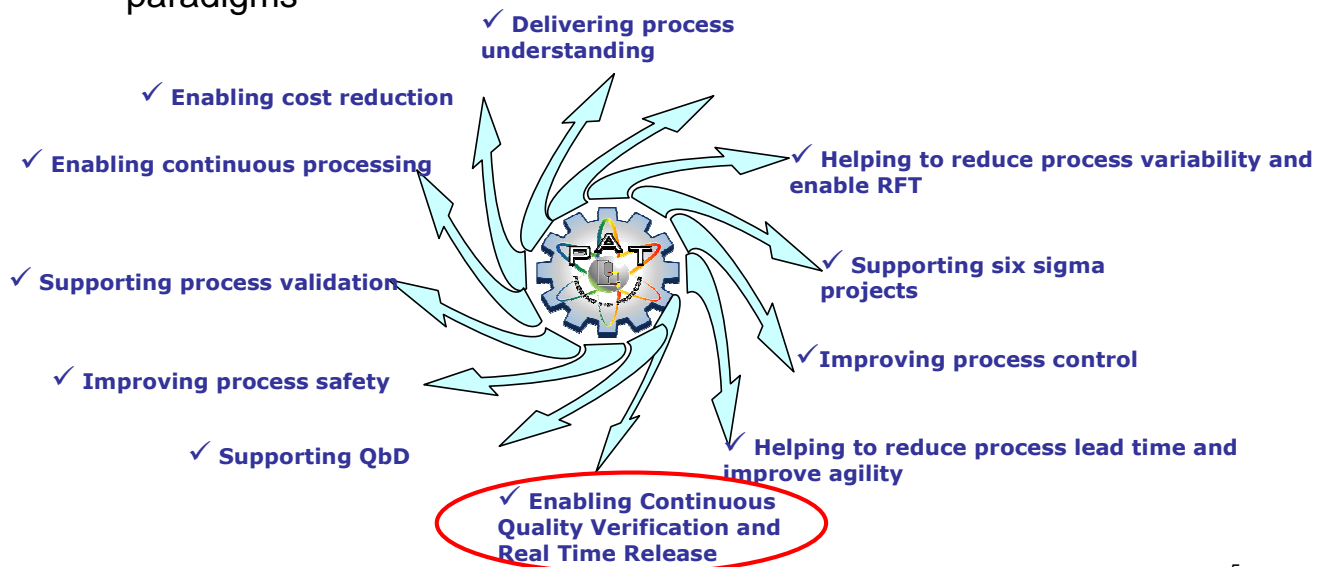 paradigms
✓ Delivering process
understanding
✓ Enabling cost reduction
✓ Enabling continuous processing
✓ Helping to reduce process variability and
enable RFT
✓ Supporting process validation
✓ Supporting six sigma
projects
✓ Improving process safety
✓Improving process control
✓ Supporting QbD
✓ Helping to reduce process lead time and
improve agility
✓ Enabling Continuous
Quality Verification and
Real Time Release
PAT